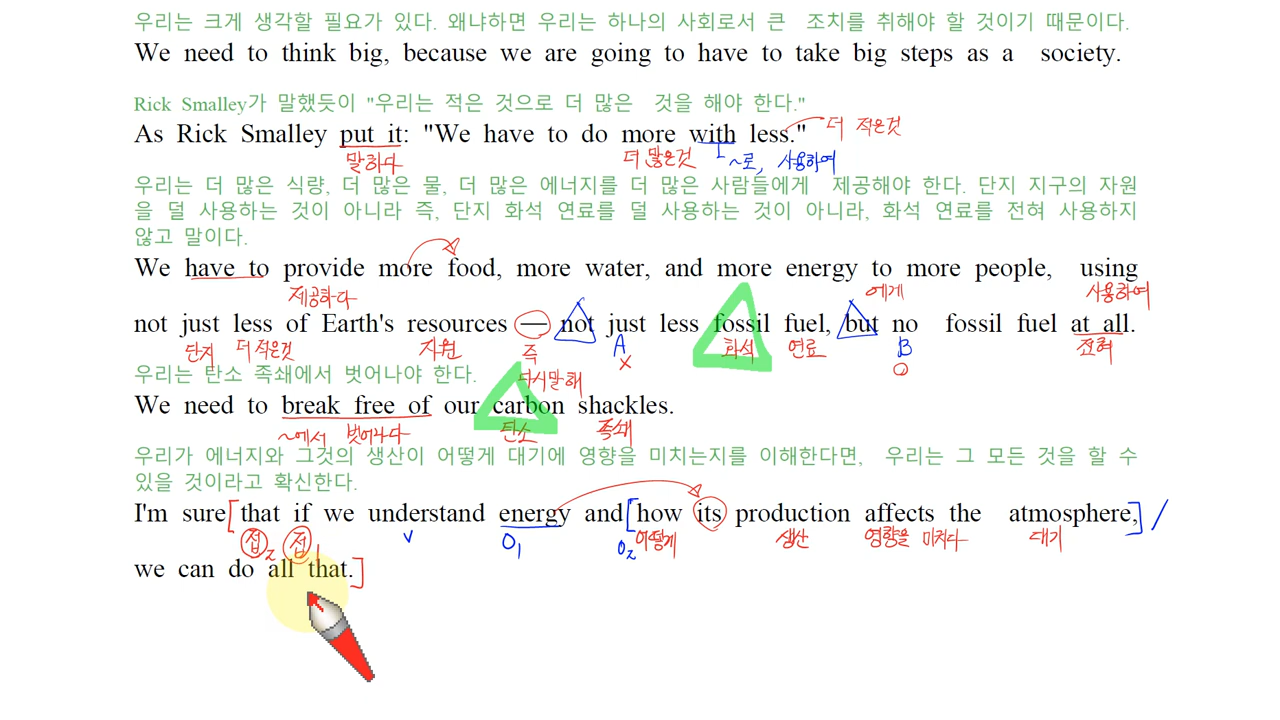 우리는 크게 생각할 필요가 있다. 왜냐하면 우리는 하나의 사회로서 큰 조치를 취해야 할 것이기 때문이다.
We need to think big, because we are going to have to take big steps as a society.
Rick Smalley가 말했듯이 "우리는 적은 것으로 더 많은 것을 해야 한다."
As Rick Smalley put it: "We have to do more with less." 더 적은것
말하다 더 많은것 ~로, 사용하여
우리는 더 많은 식량, 더 많은 물, 더 많은 에너지를 더 많은 사람들에게 제공해야 한다. 단지 지구의 자원
을 덜 사용하는 것이 아니라 즉, 단지 화석 연료를 덜 사용하는 것이 아니라, 화석 연료를 전혀 사용하지
않고 말이다.
We have to provide more food, more water, and more energy to more people, using
제공하다 에게 사용하여
not just less of Earth's resources — not just less fossil fuel, but no fossil fuel at all.
단지 더 적은것 자원 즉 A 화석 연료 B 전혀
X O
다시말해
우리는 탄소 족쇄에서 벗어나야 한다.
We need to break free of our carbon shackles.
~에서 벗어나다 탄소 족쇄
우리가 에너지와 그것의 생산이 어떻게 대기에 영향을 미치는지를 이해한다면, 우리는 그 모든 것을 할 수
있을 것이라고 확신한다.
I'm sure [that if we understand energy and [how its production affects the atmosphere,] /
접2 접1 V O1 O2 어떻게 생산 영향을 미치다 대기
we can do all that.]